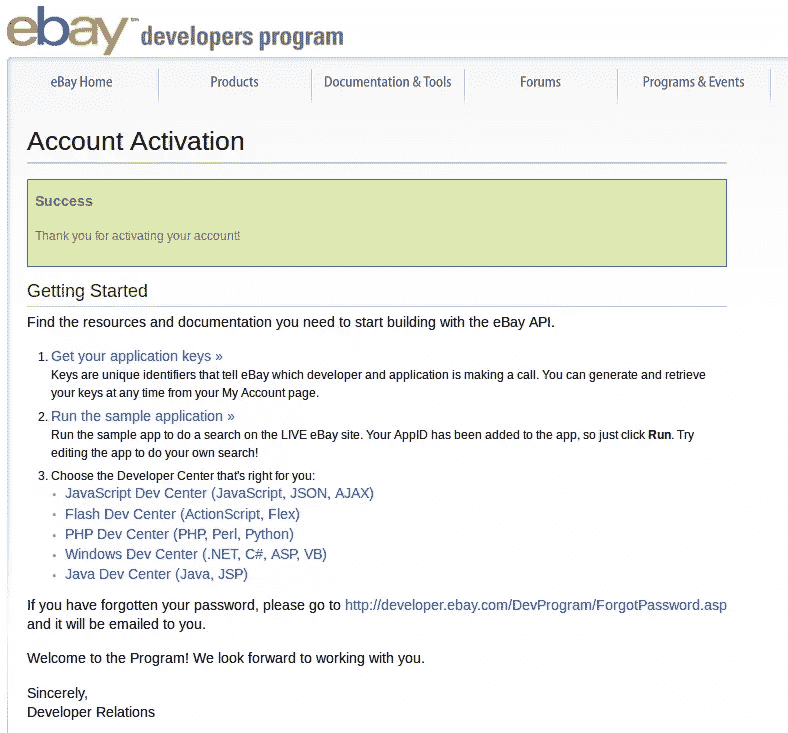 ebay™ developers program
eBay Home Products Documentation & Tools Forums Programs & Events
Account Activation
Success
Thank you for activating your account!
Getting Started
Find the resources and documentation you need to start building with the eBay API.
1. Get your application keys »
Keys are unique identifiers that tell eBay which developer and application is making a call. You can generate and retrieve
your keys at any time from your My Account page.
2. Run the sample application »
Run the sample app to do a search on the LIVE eBay site. Your AppID has been added to the app, so just click Run. Try
editing the app to do your own search!
3. Choose the Developer Center that's right for you:
• JavaScript Dev Center (JavaScript, JSON, AJAX)
• Flash Dev Center (ActionScript, Flex)
• PHP Dev Center (PHP, Perl, Python)
• Windows Dev Center (.NET, C#, ASP, VB)
• Java Dev Center (Java, JSP)
If you have forgotten your password, please go to http://developer.ebay.com/DevProgram/ForgotPassword.asp
and it will be emailed to you.
Welcome to the Program! We look forward to working with you.
Sincerely,
Developer Relations